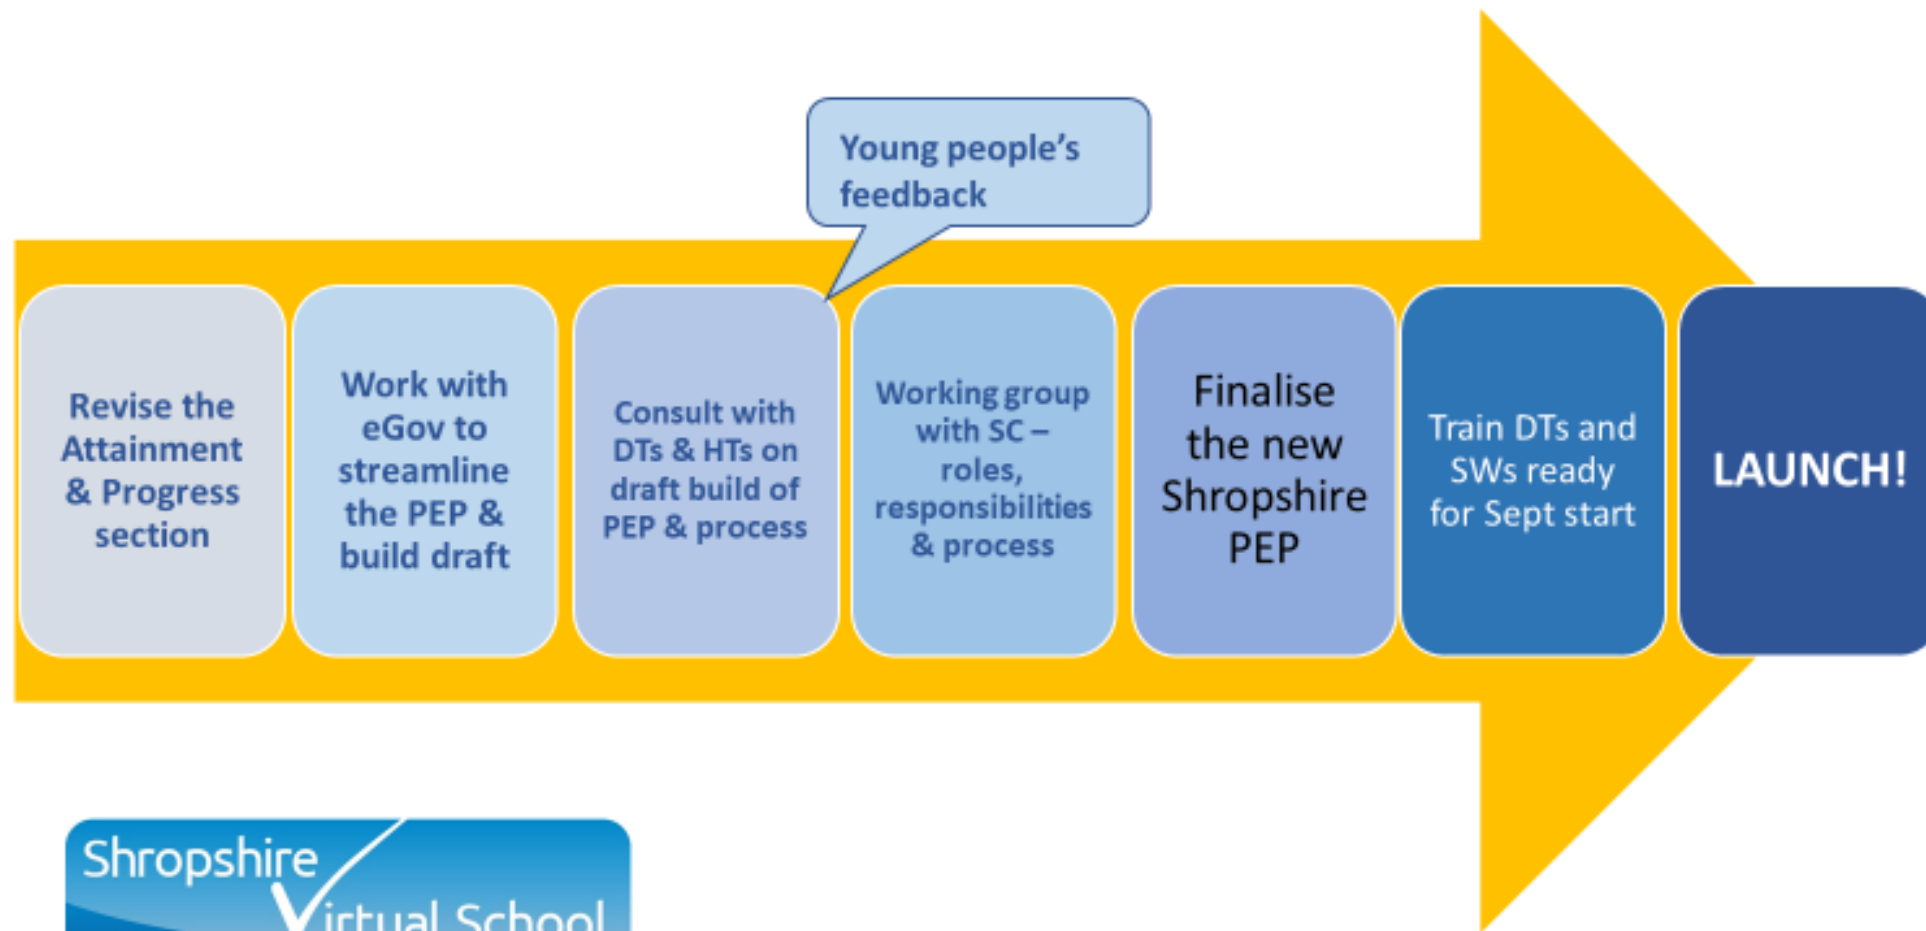 Young people’s
feedback
Revise the
Attainment
& Progress
section
Work with
eGov to
streamline
the PEP &
build draft
Consult with
DTs & HTs on
draft build of
PEP & process
Working group
with SC –
roles,
responsibilities
& process
Finalise
the new
Shropshire
PEP
Train DTs and
SWs ready
for Sept start
LAUNCH!
Shropshire
Virtual School